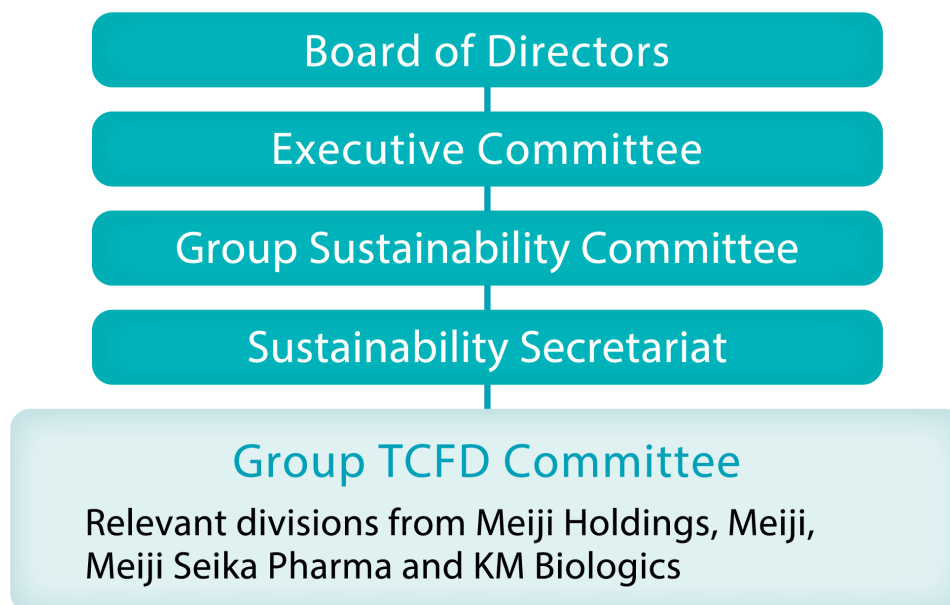 Board of Directors
Executive Committee
Group Sustainability Committee
Sustainability Secretariat
Group TCFD Committee
Relevant divisions from Meiji Holdings, Meiji,
Meiji Seika Pharma and KM Biologics